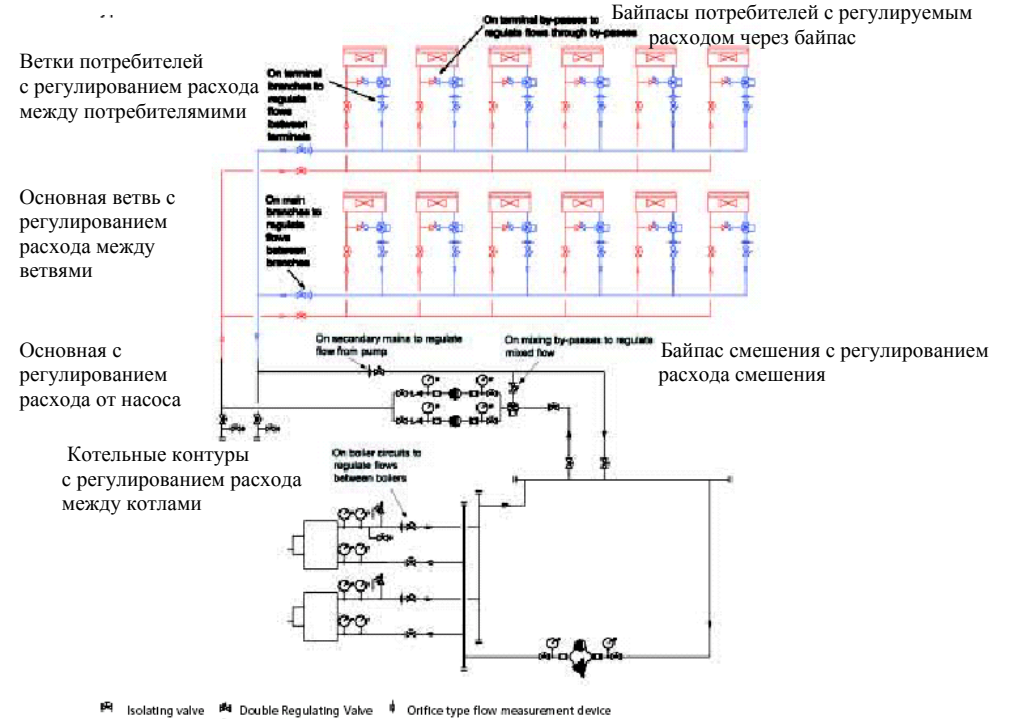 Байпасы потребителей с регулируемым
расходом через байпас
On terminal by-passes to
regulate flows through by-passes
Ветки потребителей
с регулированием расхода
между потребителямими
On terminal
branches to
regulate
flows
between
terminals
Основная ветвь с
регулированием
расхода между
ветвями
On main
branches to
regulate
flows
between
branches
Основная с
регулированием
расхода от насоса
On secondary mains to regulate
flow from pump
On mixing by-passes to regulate
mixed flow
Байпас смешения с регулированием
расхода смешения
Котельные контуры
с регулированием расхода
между котлами
On boiler circuits to
regulate flows
between boilers
Isolating valve Double Regulating Valve Orifice type flow measurement device